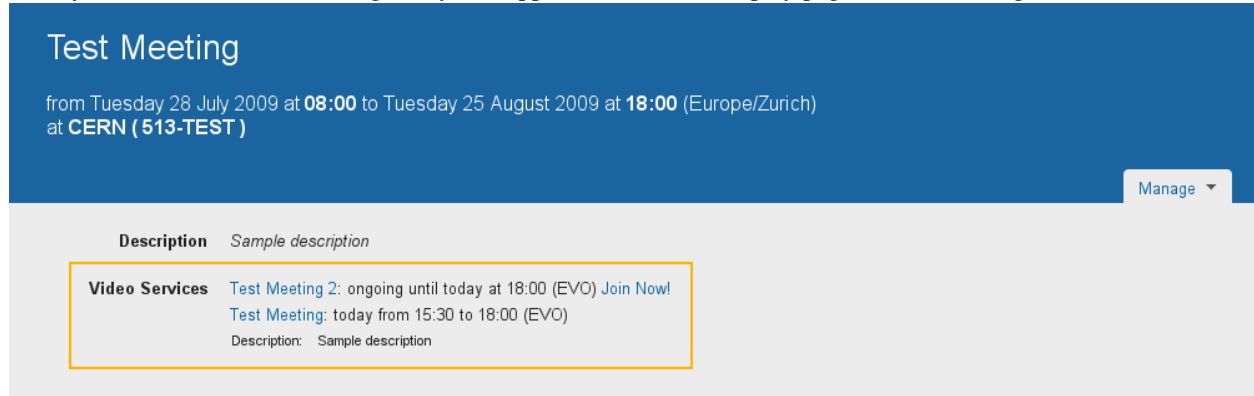 Test Meeting
from Tuesday 28 July 2009 at 08:00 to Tuesday 25 August 2009 at 18:00 (Europe/Zurich)
at CERN ( 513-TEST )
Manage
Description Sample description
Video Services Test Meeting 2: ongoing until today at 18:00 (EVO) Join Now!
Test Meeting: today from 15:30 to 18:00 (EVO)
Description: Sample description